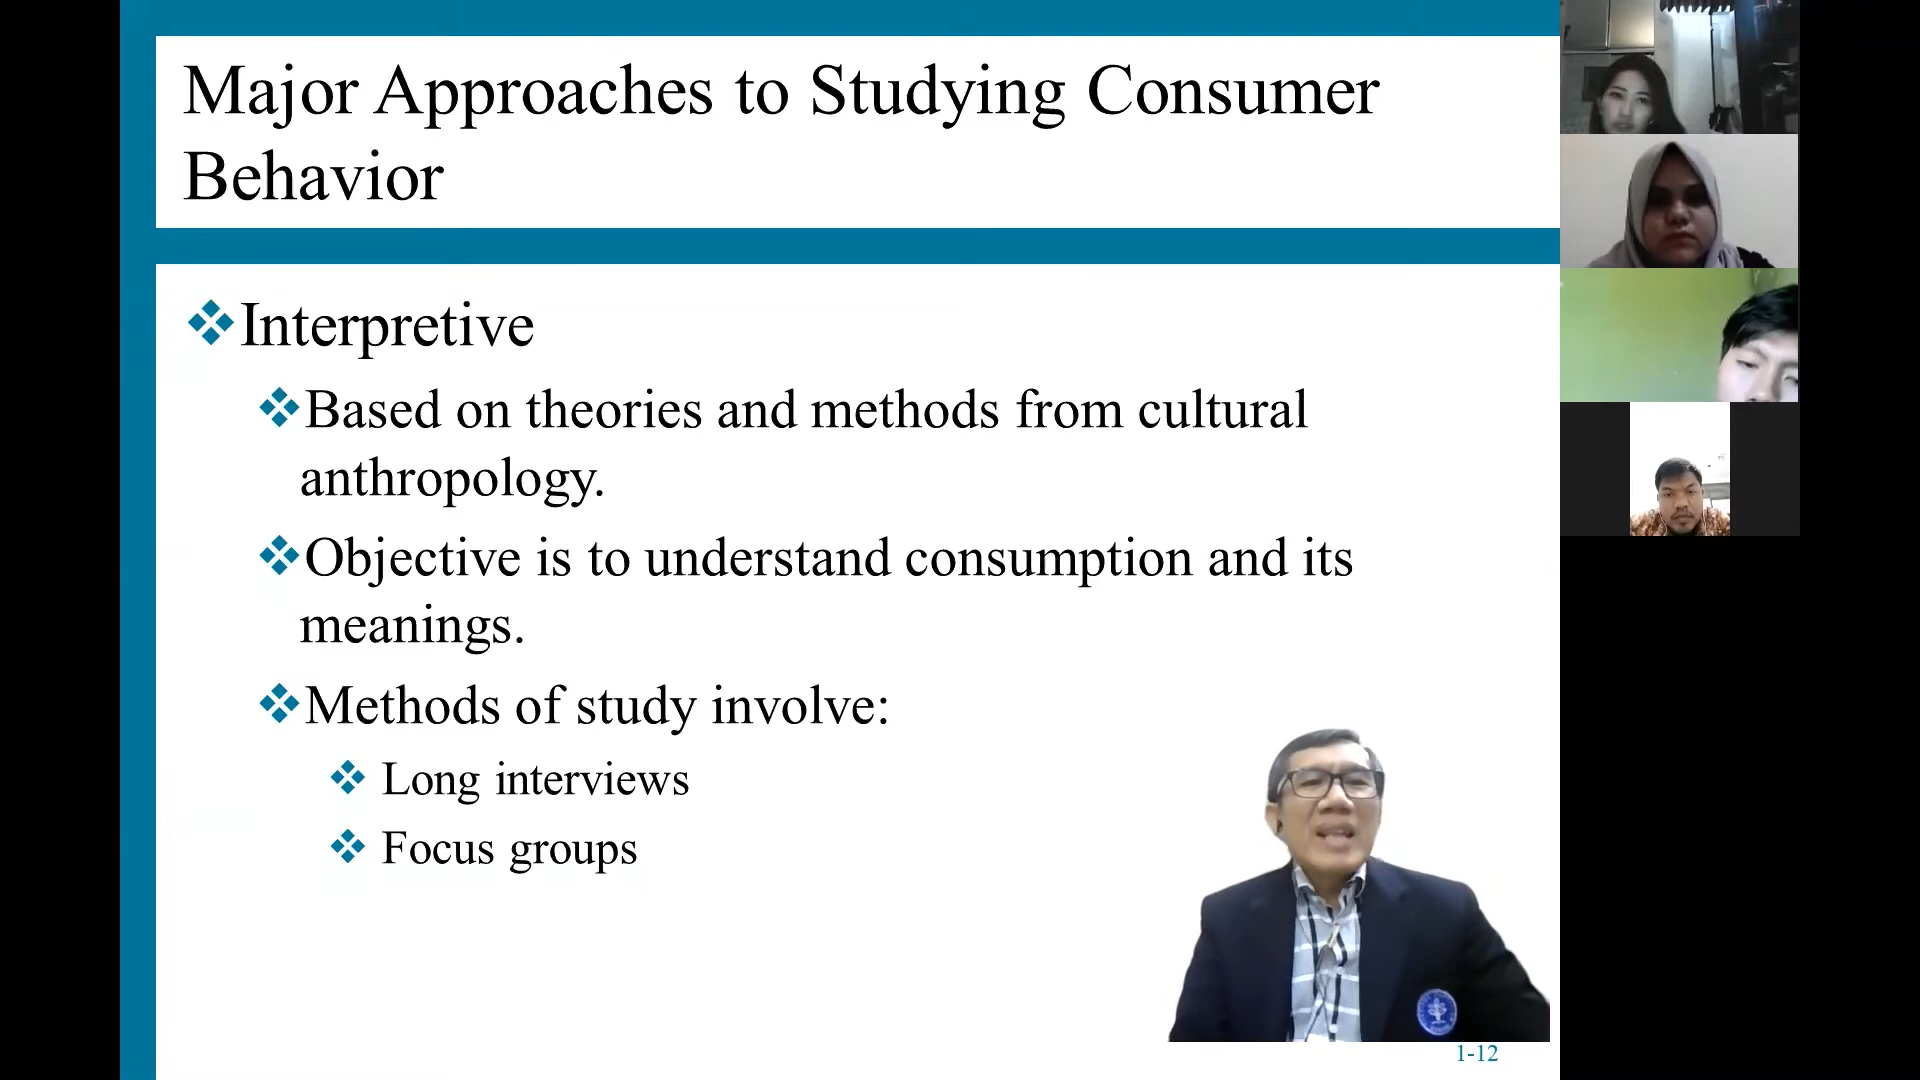 Major Approaches to Studying Consumer
Behavior
Interpretive
Based on theories and methods from cultural
anthropology.
Objective is to understand consumption and its
meanings.
Methods of study involve:
Long interviews
Focus groups
1-12